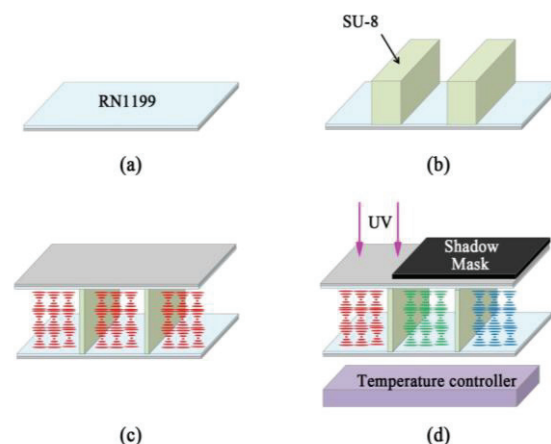 RN1199
(a)
SU-8
(b)
(c)
UV
Shadow
Mask
Temperature controller
(d)